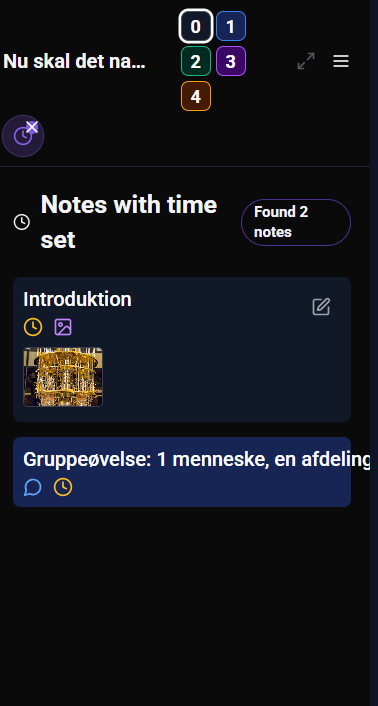 Nu skal det na...
0 1
2 3
4
Notes with time
set
Found 2
notes
Introduktion
Gruppeøvelse: 1 menneske, en afdeling